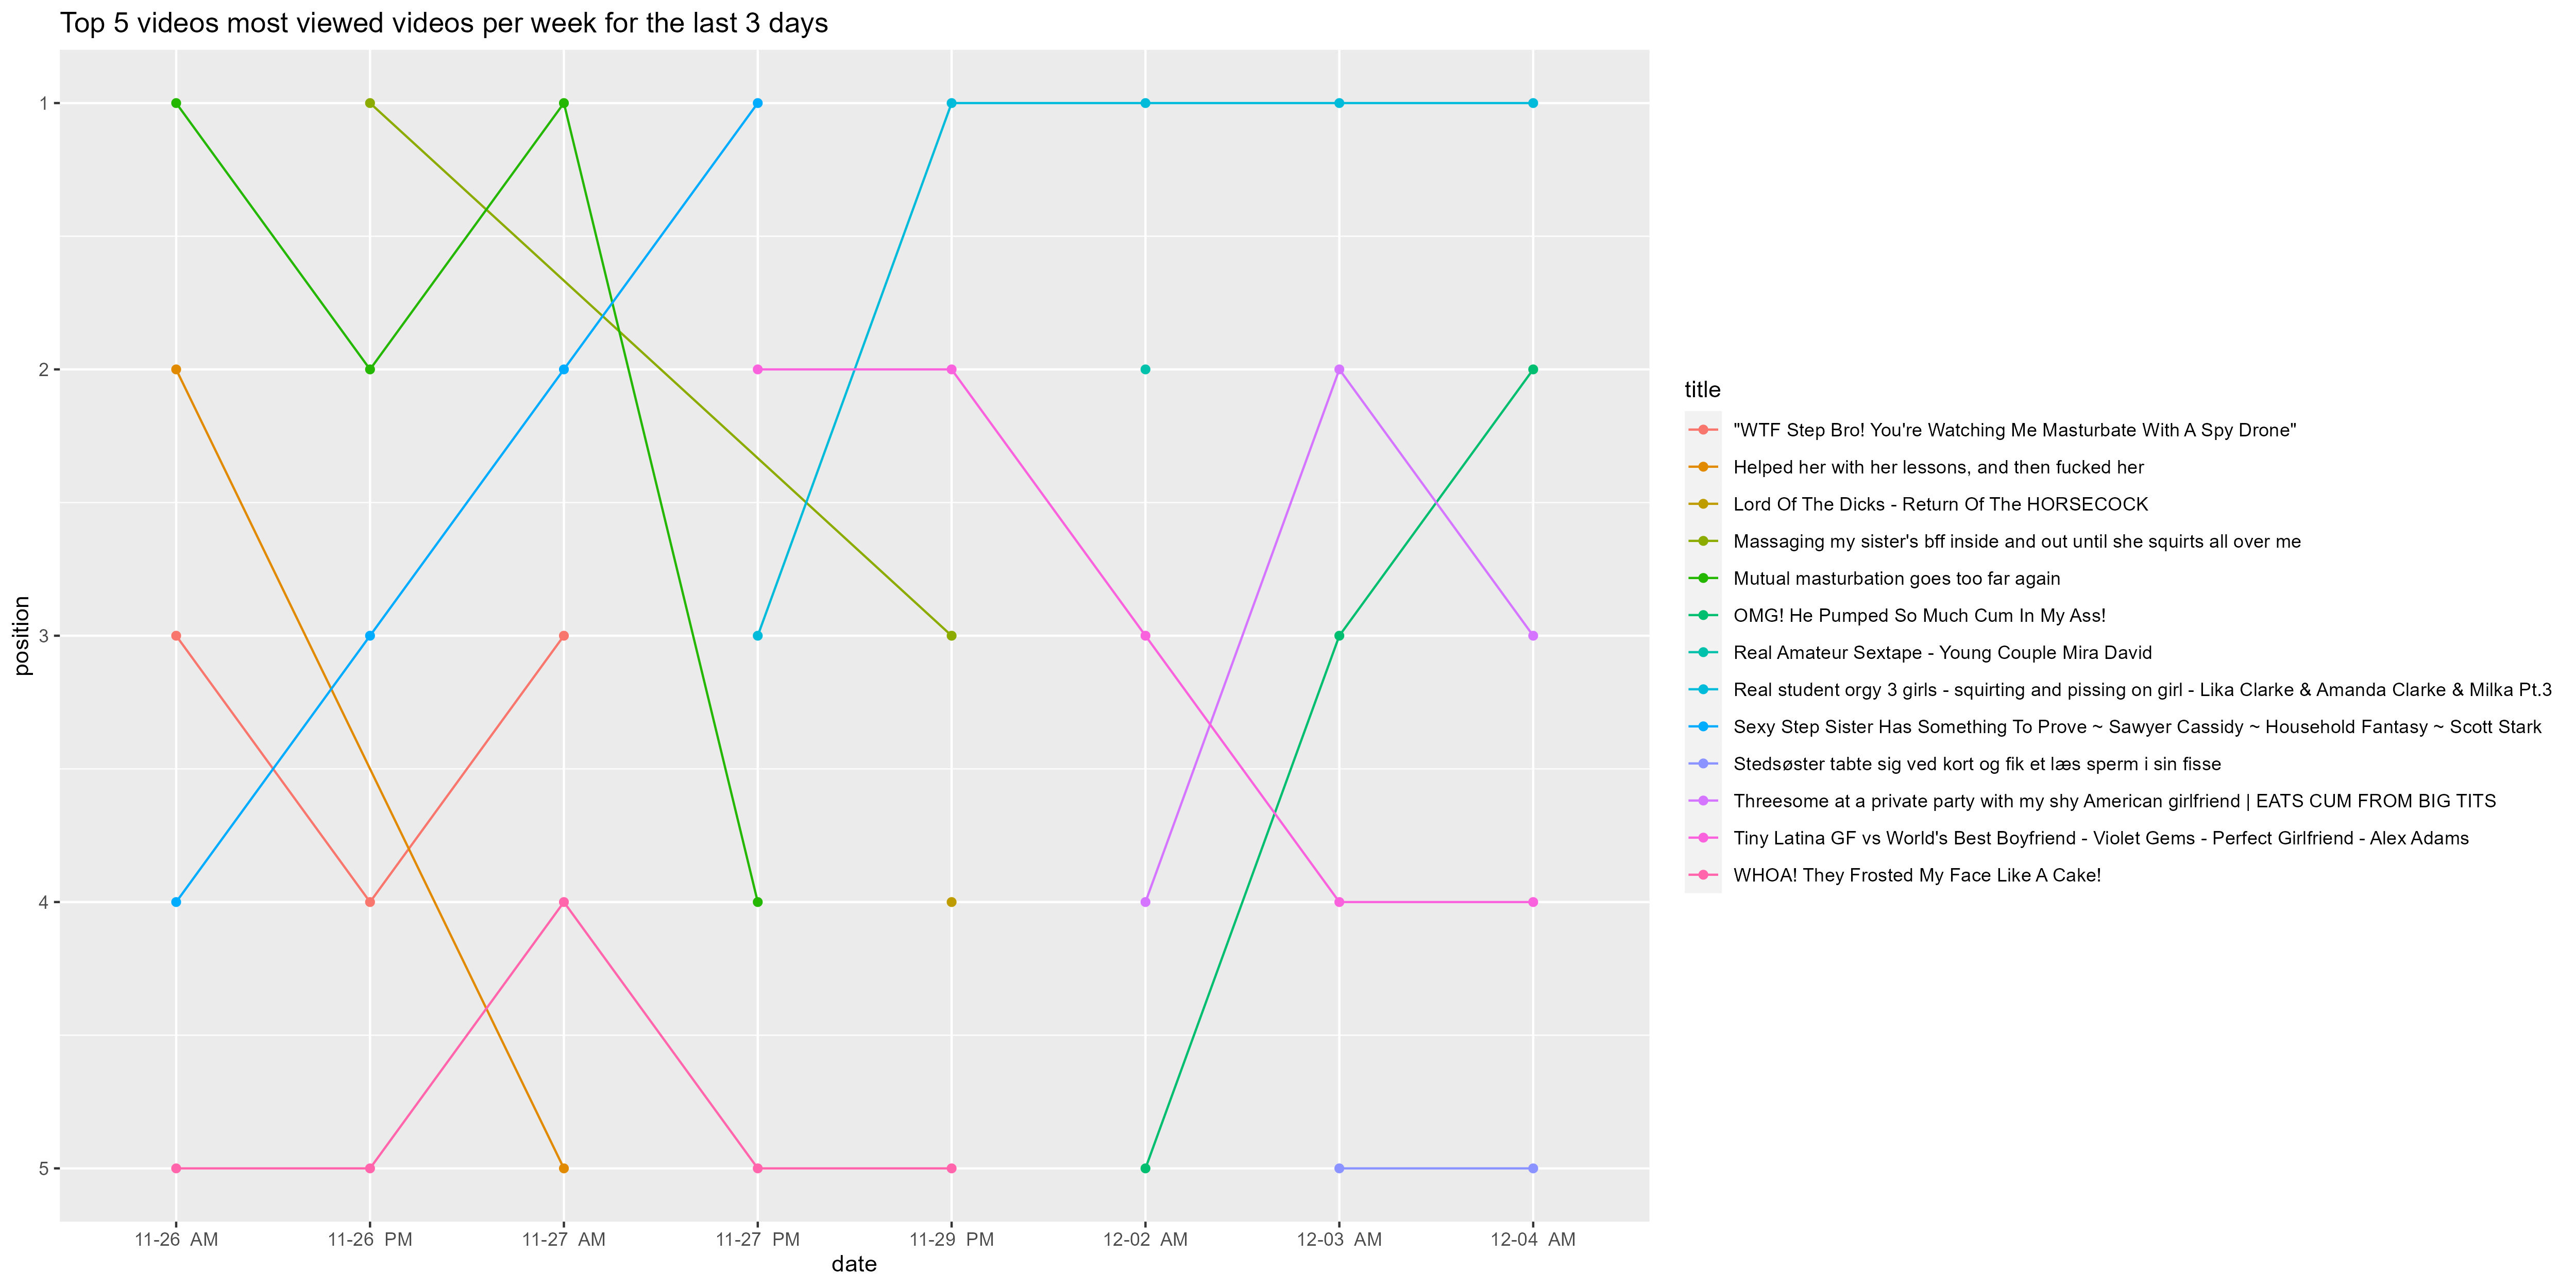 Top 5 videos most viewed videos per week for the last 3 days
position
1
2
3
4
5
11-26 AM
11-26 PM
11-27 AM
11-27 PM
11-29 PM
12-02 AM
12-03 AM
12-04 AM
date
title
"WTF Step Bro! You're Watching Me Masturbate With A Spy Drone"
Helped her with her lessons, and then fucked her
Lord Of The Dicks - Return Of The HORSECOCK
Massaging my sister's bff inside and out until she squirts all over me
Mutual masturbation goes too far again
OMG! He Pumped So Much Cum In My Ass!
Real Amateur Sextape - Young Couple Mira David
Real student orgy 3 girls - squirting and pissing on girl - Lika Clarke & Amanda Clarke & Milka Pt.3
Sexy Step Sister Has Something To Prove ~ Sawyer Cassidy ~ Household Fantasy ~ Scott Stark
Stedsøster tabte sig ved kort og fik et læs sperm i sin fisse
Threesome at a private party with my shy American girlfriend | EATS CUM FROM BIG TITS
Tiny Latina GF vs World's Best Boyfriend - Violet Gems - Perfect Girlfriend - Alex Adams
WHOA! They Frosted My Face Like A Cake!